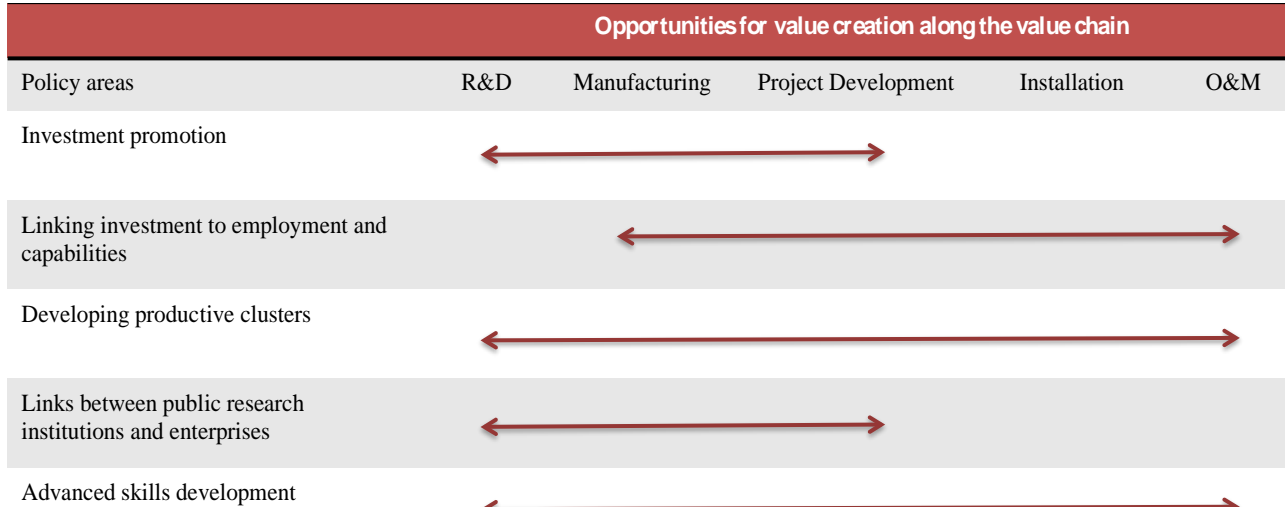 Opportunities for value creation along the value chain
Policy areas R&D Manufacturing Project Development Installation O&M
Investment promotion
Linking investment to employment and
capabilities
Developing productive clusters
Links between public research
institutions and enterprises
Advanced skills development